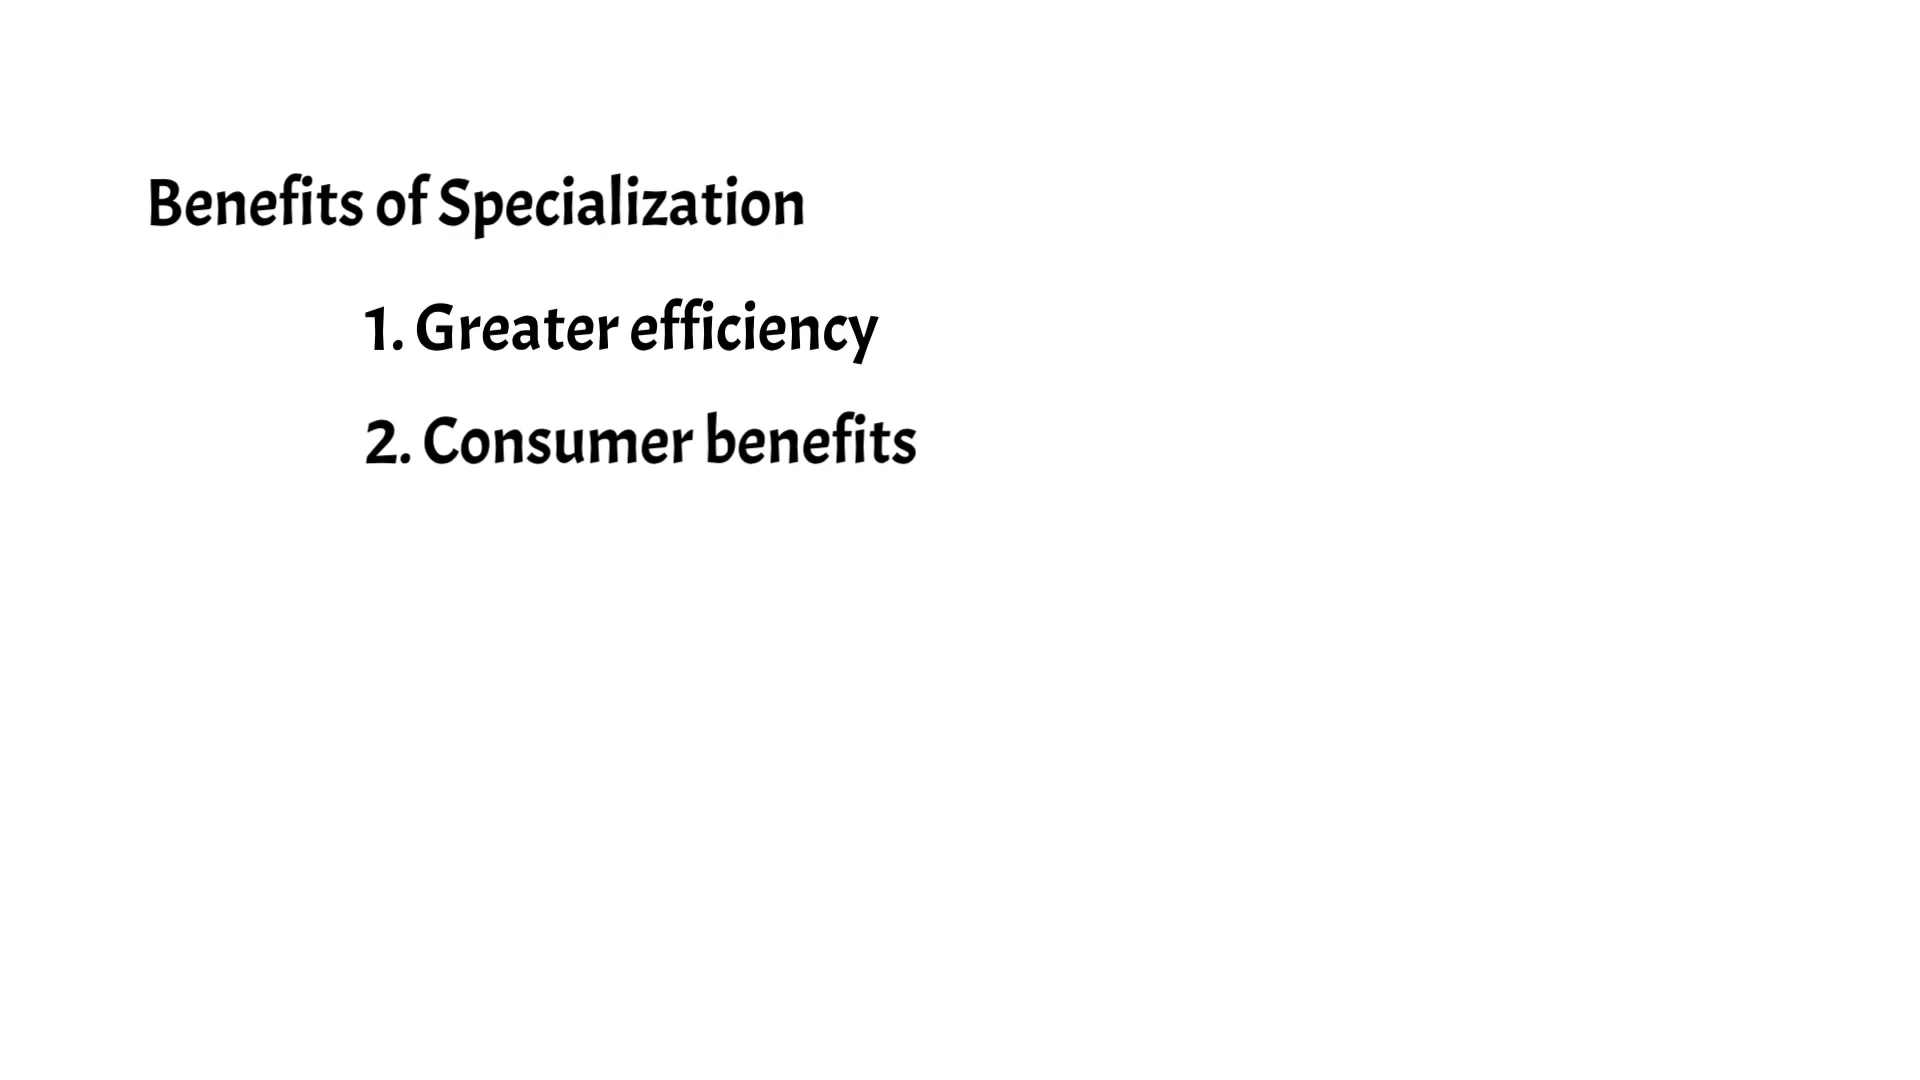 Benefits of Specialization
1. Greater efficiency
2. Consumer benefits